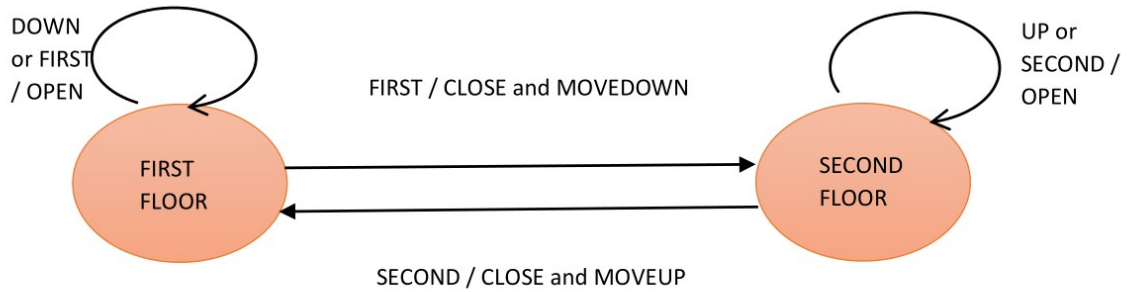 DOWN
or FIRST
/ OPEN
FIRST / CLOSE and MOVEDOWN
UP or
SECOND /
OPEN
FIRST
FLOOR
SECOND
FLOOR
SECOND / CLOSE and MOVEUP